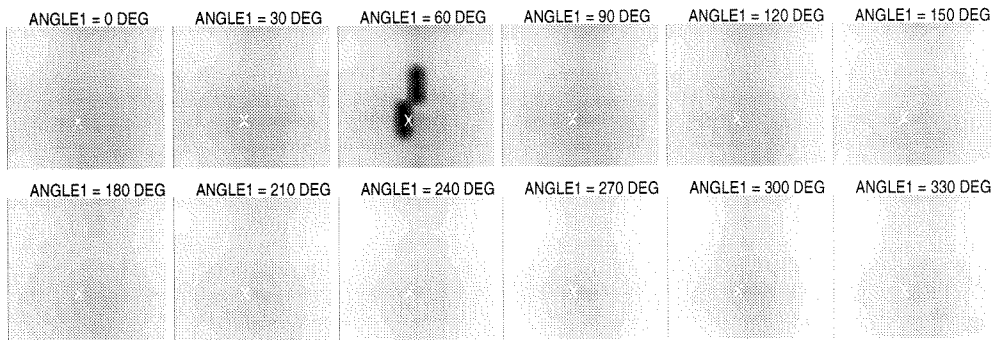 ANGLE1 = 0 DEG ANGLE1 = 30 DEG ANGLE1 = 60 DEG ANGLE1 = 90 DEG ANGLE1 = 120 DEG ANGLE1 = 150 DEG
X X X X X X
ANGLE1 = 180 DEG ANGLE1 = 210 DEG ANGLE1 = 240 DEG ANGLE1 = 270 DEG ANGLE1 = 300 DEG ANGLE1 = 330 DEG
X X X X X X